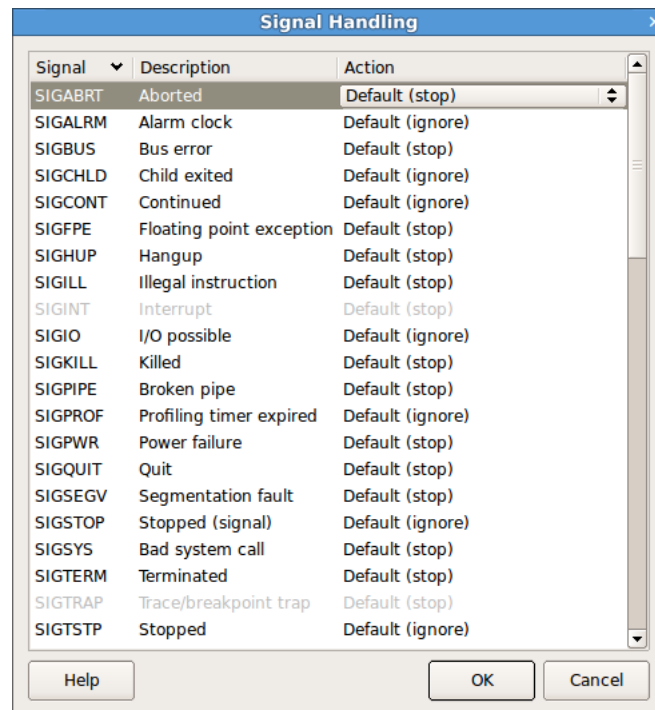 Signal Handling
Signal Description Action
SIGABRT Aborted Default (stop)
SIGALRM Alarm clock Default (ignore)
SIGBUS Bus error Default (stop)
SIGCHLD Child exited Default (ignore)
SIGCONT Continued Default (ignore)
SIGFPE Floating point exception Default (stop)
SIGHUP Hangup Default (stop)
SIGILL Illegal instruction Default (stop)
SIGINT Interrupt Default (stop)
SIGIO I/O possible Default (ignore)
SIGKILL Killed Default (stop)
SIGPIPE Broken pipe Default (stop)
SIGPROF Profiling timer expired Default (ignore)
SIGPWR Power failure Default (stop)
SIGQUIT Quit Default (stop)
SIGSEGV Segmentation fault Default (stop)
SIGSTOP Stopped (signal) Default (ignore)
SIGSYS Bad system call Default (stop)
SIGTERM Terminated Default (stop)
SIGTRAP Trace/breakpoint trap Default (stop)
SIGTSTP Stopped Default (ignore)
Help OK Cancel